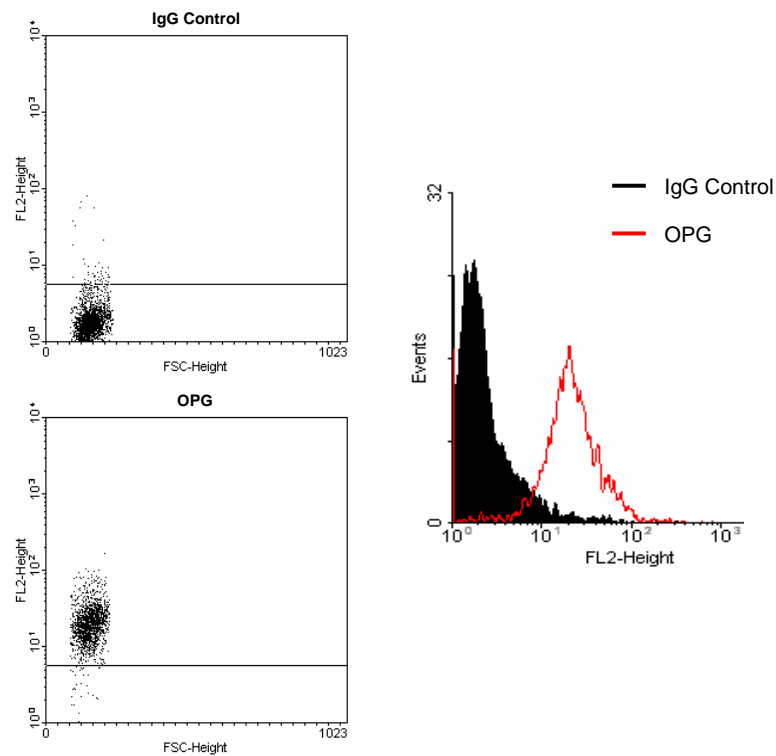 IgG Control
10⁴
10³
10²
10¹
10⁰
FL2-Height
0
1023
FSC-Height
OPG
10⁴
10³
10²
10¹
10⁰
FL2-Height
0
1023
FSC-Height
IgG Control
OPG
32
Events
0
10⁰
10¹
10²
10³
FL2-Height